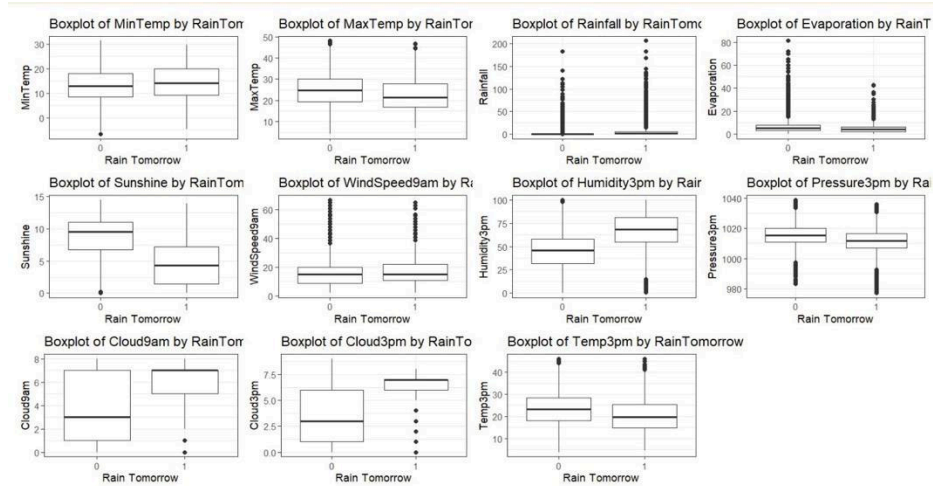 Boxplot of MinTemp by RainTom
MinTemp
30
20
10
0
0
1
Rain Tomorrow
Boxplot of MaxTemp by RainTor
MaxTemp
50
40
30
20
10
0
1
Rain Tomorrow
Boxplot of Rainfall by RainTomo
Rainfall
200
150
100
50
0
0
1
Rain Tomorrow
Boxplot of Evaporation by RainT
Evaporation
80
60
40
20
0
0
1
Rain Tomorrow
Boxplot of Sunshine by RainTom
Sunshine
15
10
5
0
0
1
Rain Tomorrow
Boxplot of WindSpeed9am by Ra
WindSpeed9am
60
40
20
0
0
1
Rain Tomorrow
Boxplot of Humidity3pm by Rair
Humidity3pm
100
75
50
25
0
0
1
Rain Tomorrow
Boxplot of Pressure3pm by Rai
Pressure3pm
1040
1020
1000
980
0
1
Rain Tomorrow
Boxplot of Cloud9am by RainTom
Cloud9am
8
6
4
2
0
0
1
Rain Tomorrow
Boxplot of Cloud3pm by RainTo
Cloud3pm
7.5
5.0
2.5
0.0
0
1
Rain Tomorrow
Boxplot of Temp3pm by RainTomorrow
Temp3pm
40
30
20
10
0
1
Rain Tomorrow